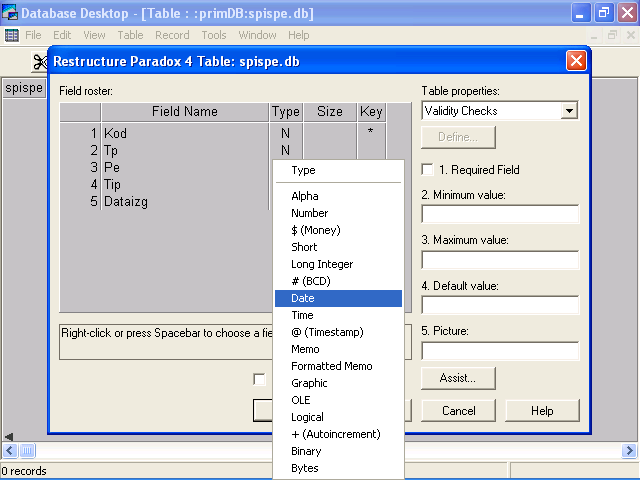 Database Desktop - [Table : :primDB:spispe.db]
File Edit View Table Record Tools Window Help
Restructure Paradox 4 Table: spispe.db
spispe
Field roster:
Field Name Type Size Key
1 Kod N *
2 Tp N
3 Pe
4 Tip
5 Dataizg
Type
Alpha
Number
$ (Money)
Short
Long Integer
# (BCD)
Date
Time
@ (Timestamp)
Memo
Formatted Memo
Graphic
OLE
Logical
+ (Autoincrement)
Binary
Bytes
Right-click or press Spacebar to choose a fie
Table properties:
Validity Checks
Define...
1. Required Field
2. Minimum value:
3. Maximum value:
4. Default value:
5. Picture:
Assist...
Cancel Help
0 records